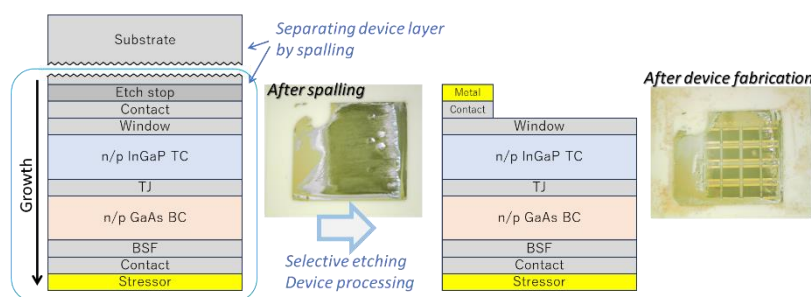 Substrate
Separating device layer
by spalling
Etch stop
Contact
Window
n/p InGaP TC
TJ
n/p GaAs BC
BSF
Contact
Stressor
Growth
After spalling
Selective etching
Device processing
Metal
Contact
Window
n/p InGaP TC
TJ
n/p GaAs BC
BSF
Contact
Stressor
After device fabrication